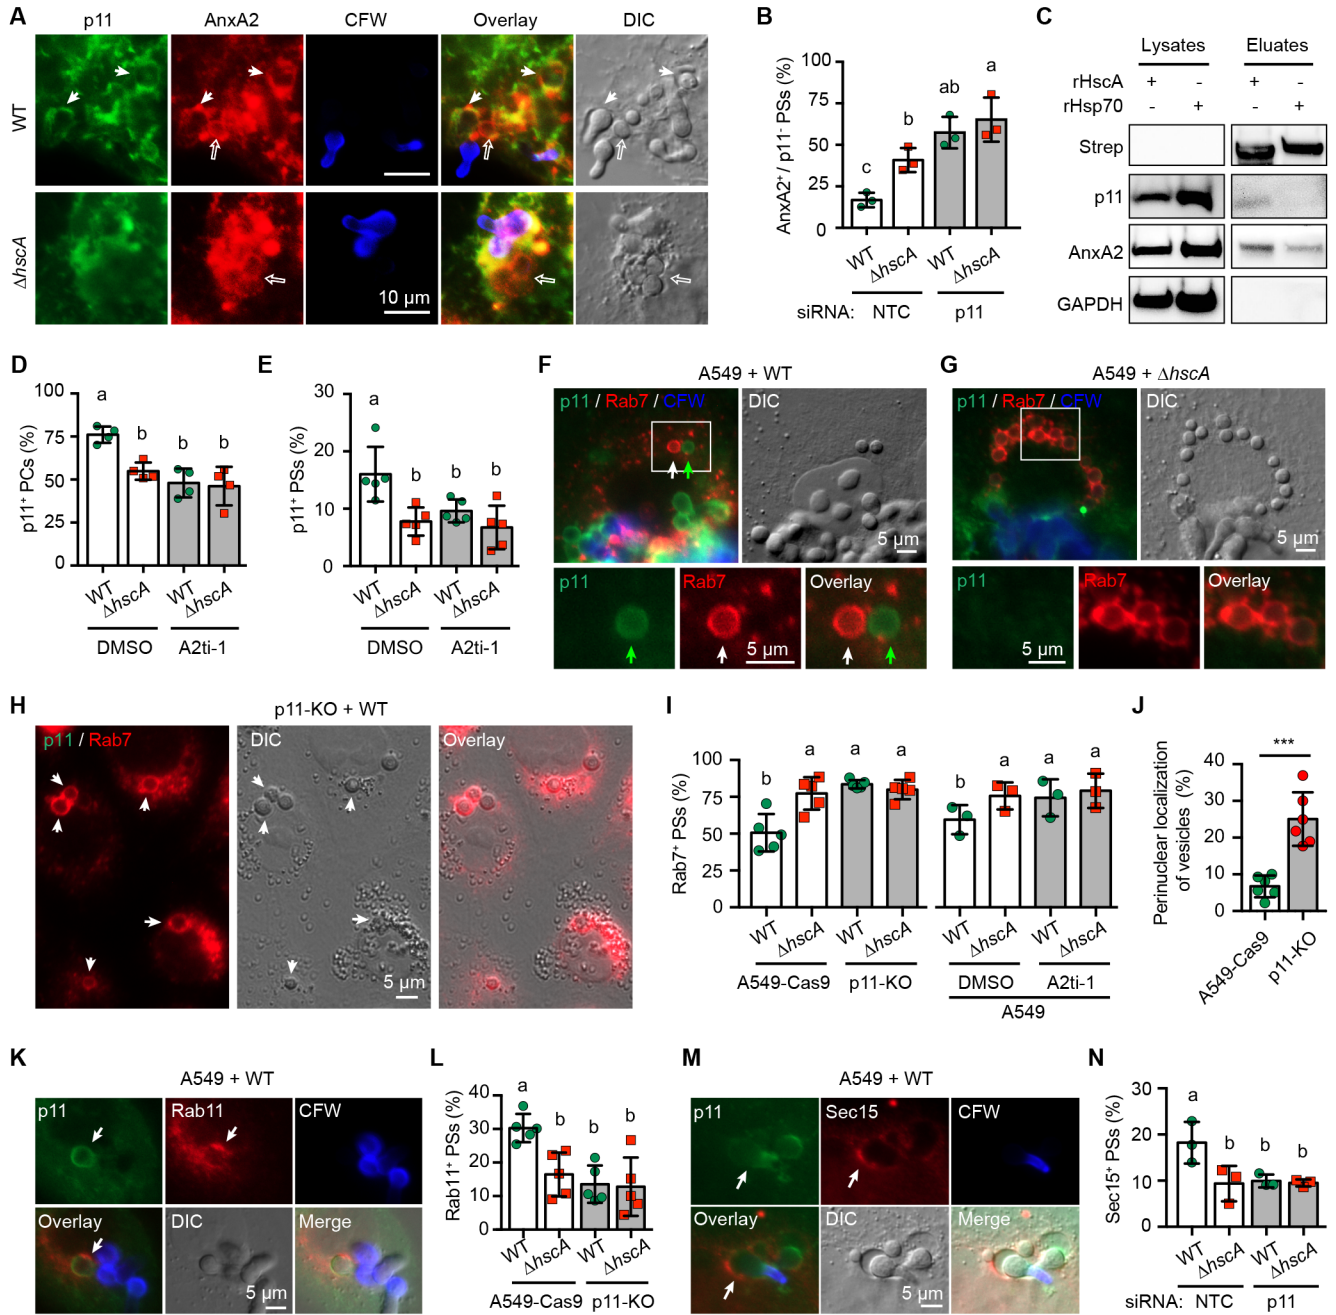 A
p11 AnxA2 CFW Overlay DIC
WT
ΔhscA
10 µm
B
AnxA2⁺ / p11⁻ PSs (%)
100
75
50
25
0
c
b
ab
a
WT ΔhscA WT ΔhscA
siRNA: NTC p11
C
Lysates Eluates
rHscA + - + -
rHsp70 - + - +
Strep
p11
AnxA2
GAPDH
D
p11⁺ PCs (%)
100
75
50
25
0
a b b b
WT ΔhscA WT ΔhscA
DMSO A2ti-1
E
p11⁺ PSs (%)
30
20
10
0
a b b b
WT ΔhscA WT ΔhscA
DMSO A2ti-1
F
A549 + WT
p11 / Rab7 / CFW DIC
5 µm
p11 Rab7 Overlay
5 µm
G
A549 + ΔhscA
p11 / Rab7 / CFW DIC
5 µm
p11 Rab7 Overlay
H
p11-KO + WT
p11 / Rab7 DIC Overlay
5 µm
I
Rab7⁺ PSs (%)
100
75
50
25
0
b a a a b a a a
WT ΔhscA WT ΔhscA WT ΔhscA WT ΔhscA
A549-Cas9 p11-KO DMSO A2ti-1
A549
J
Perinuclear localization
of vesicles (%)
40
30
20
10
0
***
A549-Cas9 p11-KO
K
A549 + WT
p11 Rab11 CFW
Overlay DIC Merge
5 µm
L
Rab11⁺ PSs (%)
40
30
20
10
0
a b b b
WT ΔhscA WT ΔhscA
A549-Cas9 p11-KO
M
A549 + WT
p11 Sec15 CFW
Overlay DIC Merge
5 µm
N
Sec15⁺ PSs (%)
30
20
10
0
a b b b
WT ΔhscA WT ΔhscA
siRNA: NTC p11